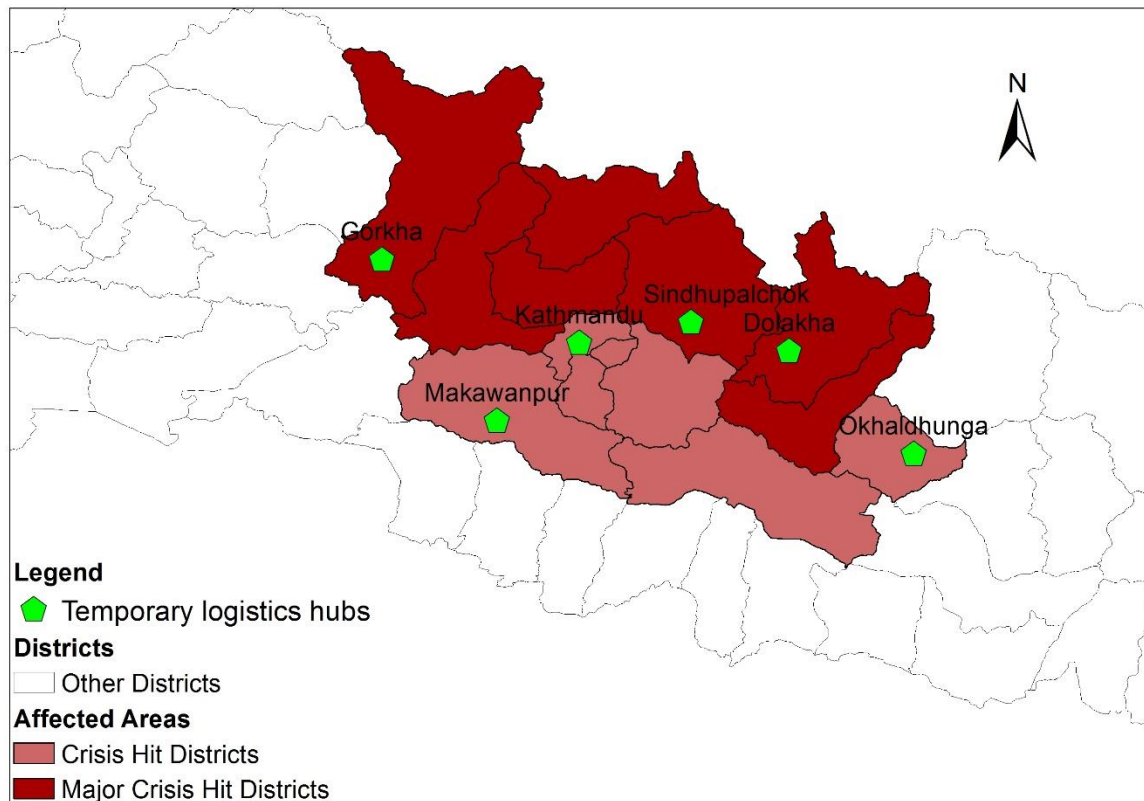 N
Gorkha
Sindhupalchok
Kathmandu
Dolakha
Makawanpur
Okhaldhunga
Legend
Temporary logistics hubs
Districts
Other Districts
Affected Areas
Crisis Hit Districts
Major Crisis Hit Districts